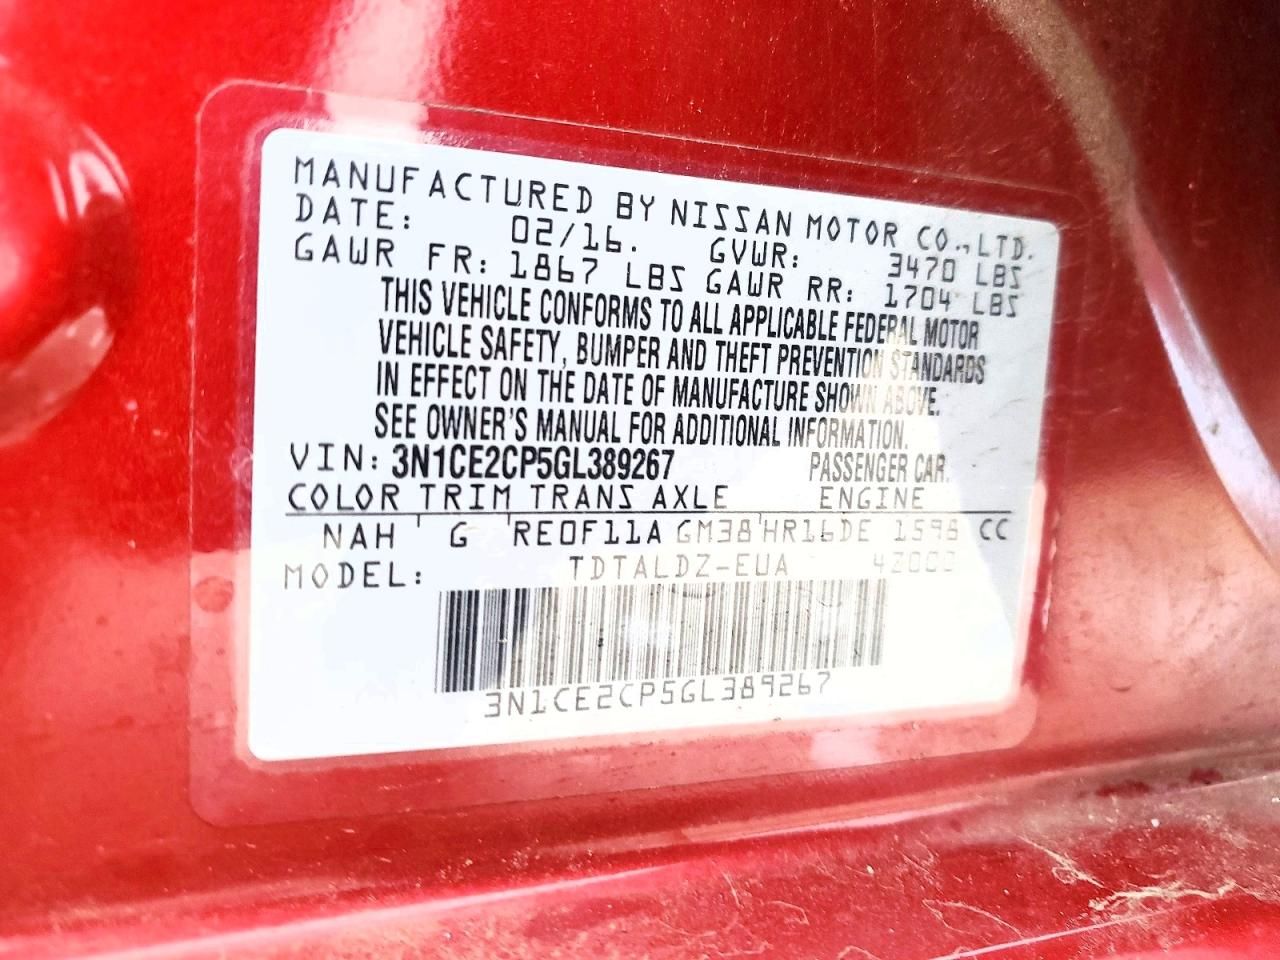 MANUFACTURED BY NISSAN MOTOR CO.,LTD.
DATE: 02/16. GVWR: 3470 LBS
GAWR FR: 1867 LBS GAWR RR: 1704 LBS
THIS VEHICLE CONFORMS TO ALL APPLICABLE FEDERAL MOTOR
VEHICLE SAFETY, BUMPER AND THEFT PREVENTION STANDARDS
IN EFFECT ON THE DATE OF MANUFACTURE SHOWN ABOVE.
SEE OWNER'S MANUAL FOR ADDITIONAL INFORMATION.
VIN: 3N1CE2CP5GL389267 PASSENGER CAR.
COLOR TRIM TRANS AXLE ENGINE
NAH G RE0F11A GM38 HR16DE 1598 CC
MODEL: TDTALDZ-EUA
3N1CE2CP5GL389267